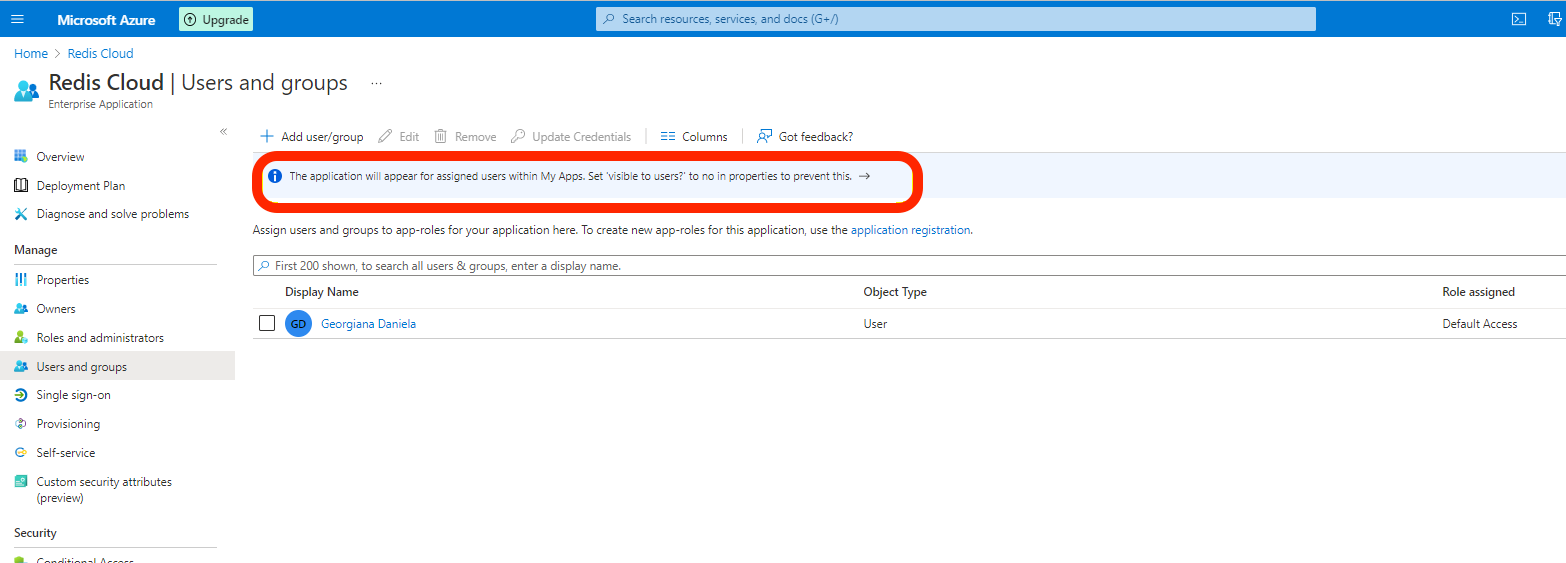 Microsoft Azure
Upgrade
Search resources, services, and docs (G+/)
Home > Redis Cloud
Redis Cloud | Users and groups ...
Enterprise Application
«
Add user/group
Edit
Remove
Update Credentials
Columns
Got feedback?
The application will appear for assigned users within My Apps. Set 'visible to users?' to no in properties to prevent this. →
Assign users and groups to app-roles for your application here. To create new app-roles for this application, use the application registration.
First 200 shown, to search all users & groups, enter a display name.
Display Name
Object Type
Role assigned
GD
Georgiana Daniela
User
Default Access
Overview
Deployment Plan
Diagnose and solve problems
Manage
Properties
Owners
Roles and administrators
Users and groups
Single sign-on
Provisioning
Self-service
Custom security attributes
(preview)
Security
Conditional Access